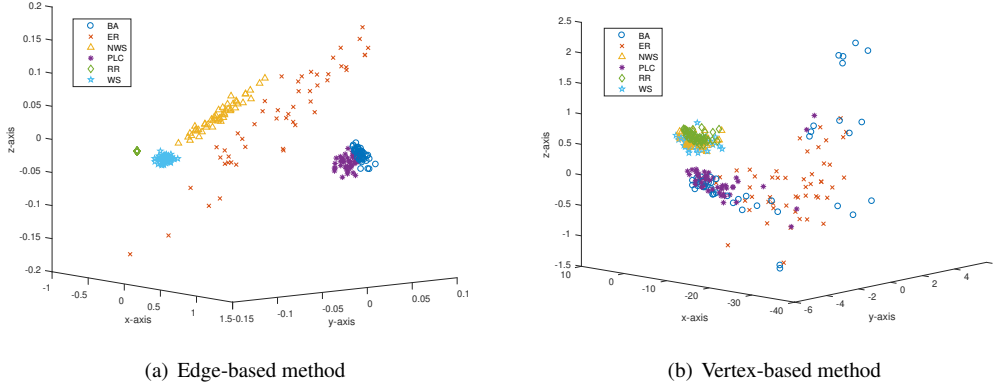 0.2
0.15
0.1
0.05
0
-0.05
-0.1
-0.15
-0.2
z-axis
BA
ER
NWS
PLC
RR
WS
-1
-0.5
0
0.5
1
1.5
x-axis
-0.15
-0.1
-0.05
0
0.05
0.1
y-axis
(a) Edge-based method
2.5
2
1.5
1
0.5
0
-0.5
-1
-1.5
z-axis
BA
ER
NWS
PLC
RR
WS
10
0
-10
-20
-30
-40
x-axis
-6
-4
-2
0
2
4
y-axis
(b) Vertex-based method